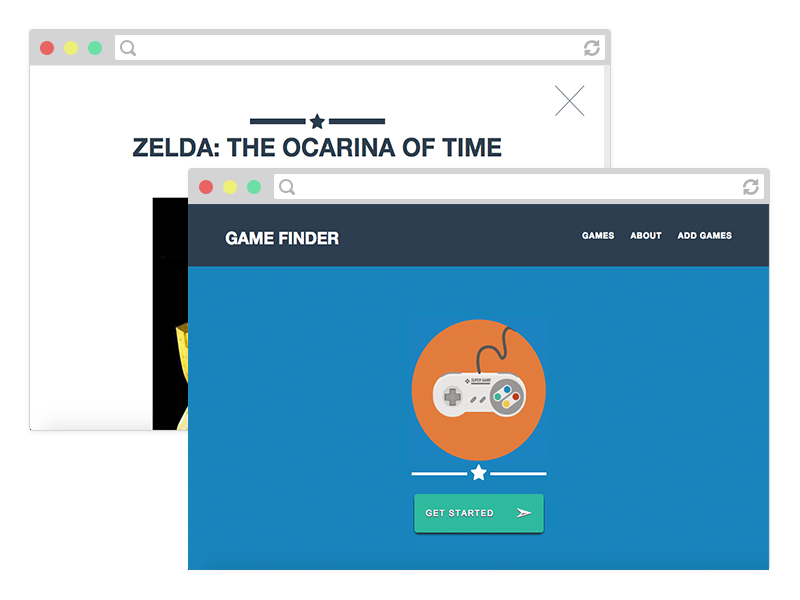 ZELDA: THE OCARINA OF TIME
GAME FINDER
GAMES ABOUT ADD GAMES
SUPER GAME
GET STARTED